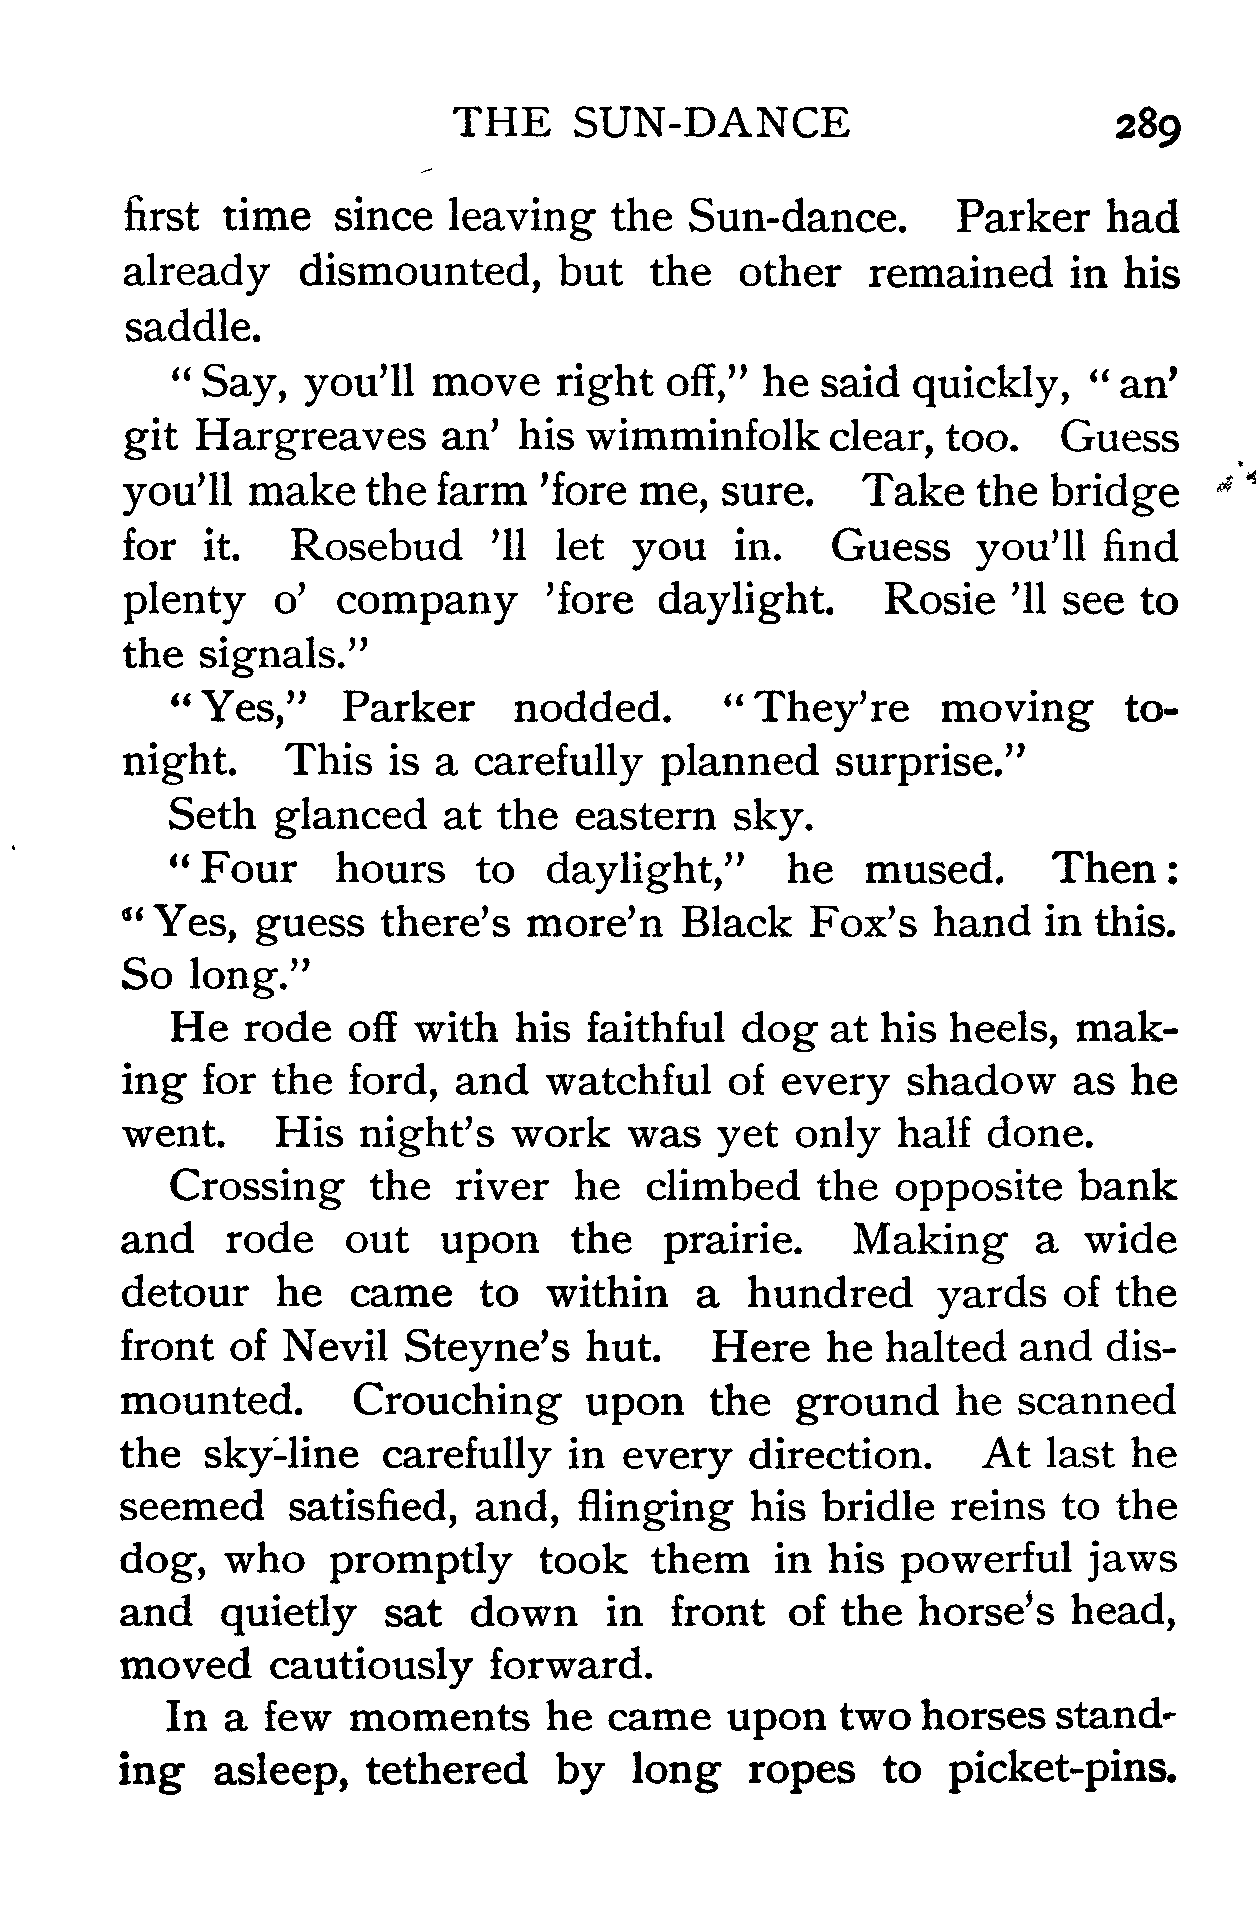 THE SUN-DANCE 289
first time since leaving the Sun-dance. Parker had
already dismounted, but the other remained in his
saddle.
“Say, you’ll move right off,” he said quickly, “an’
git Hargreaves an’ his wimminfolk clear, too. Guess
you’ll make the farm ’fore me, sure. Take the bridge
for it. Rosebud ’ll let you in. Guess you’ll find
plenty o’ company ’fore daylight. Rosie ’ll see to
the signals.”
“Yes,” Parker nodded. “They’re moving to-
night. This is a carefully planned surprise.”
Seth glanced at the eastern sky.
“Four hours to daylight,” he mused. Then:
“Yes, guess there’s more’n Black Fox’s hand in this.
So long.”
He rode off with his faithful dog at his heels, mak-
ing for the ford, and watchful of every shadow as he
went. His night’s work was yet only half done.
Crossing the river he climbed the opposite bank
and rode out upon the prairie. Making a wide
detour he came to within a hundred yards of the
front of Nevil Steyne’s hut. Here he halted and dis-
mounted. Crouching upon the ground he scanned
the sky-line carefully in every direction. At last he
seemed satisfied, and, flinging his bridle reins to the
dog, who promptly took them in his powerful jaws
and quietly sat down in front of the horse’s head,
moved cautiously forward.
In a few moments he came upon two horses stand-
ing asleep, tethered by long ropes to picket-pins.